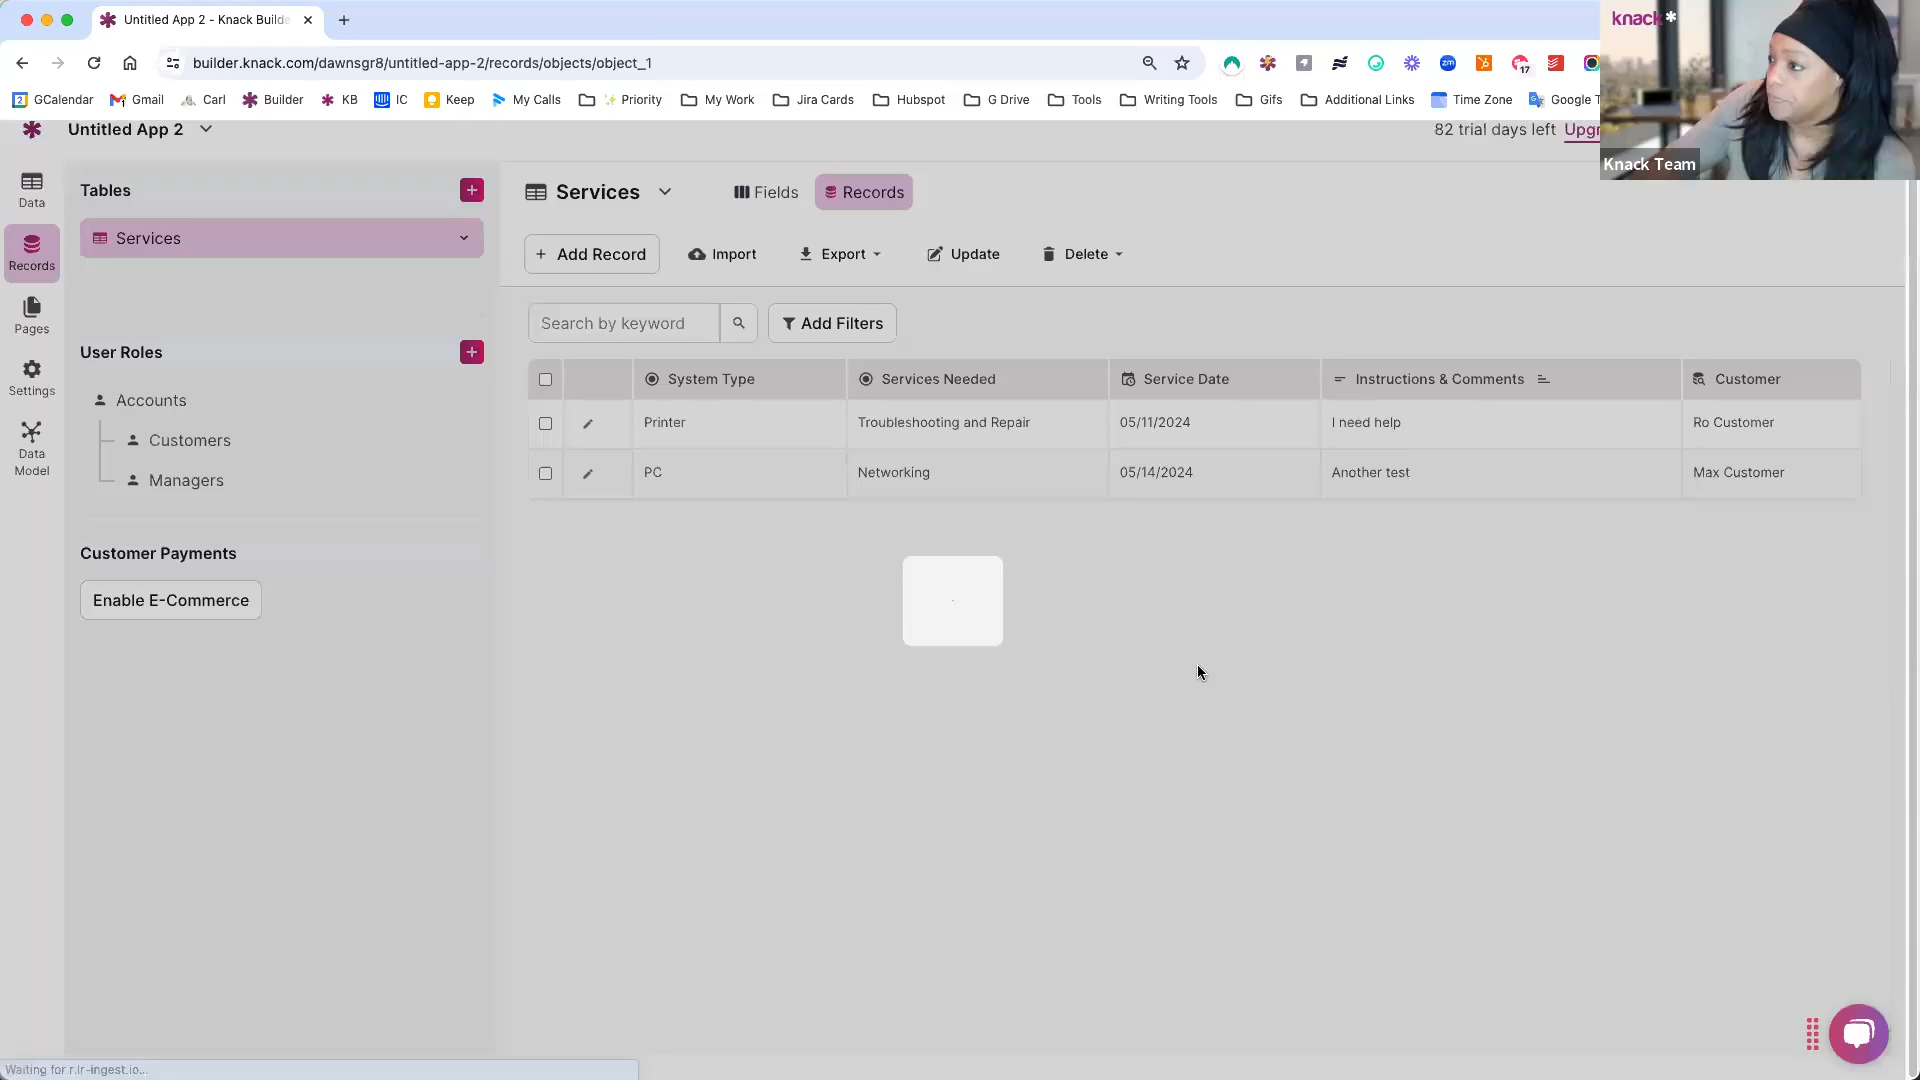 Untitled App 2 - Knack Builde
knack*
builder.knack.com/dawnsgr8/untitled-app-2/records/objects/object_1
17
GCalendar
Gmail
Carl
Builder
KB
IC
Keep
My Calls
Priority
My Work
Jira Cards
Hubspot
G Drive
Tools
Writing Tools
Gifs
Additional Links
Time Zone
Google T
Untitled App 2
82 trial days left Upgr
Knack Team
Data
Records
Pages
Settings
Data
Model
Tables
Services
User Roles
Accounts
Customers
Managers
Customer Payments
Enable E-Commerce
Services
Fields
Records
+ Add Record
Import
Export
Update
Delete
Search by keyword
Add Filters
System Type
Services Needed
Service Date
Instructions & Comments
Customer
Printer
Troubleshooting and Repair
05/11/2024
I need help
Ro Customer
PC
Networking
05/14/2024
Another test
Max Customer
Waiting for r.lr-ingest.io...